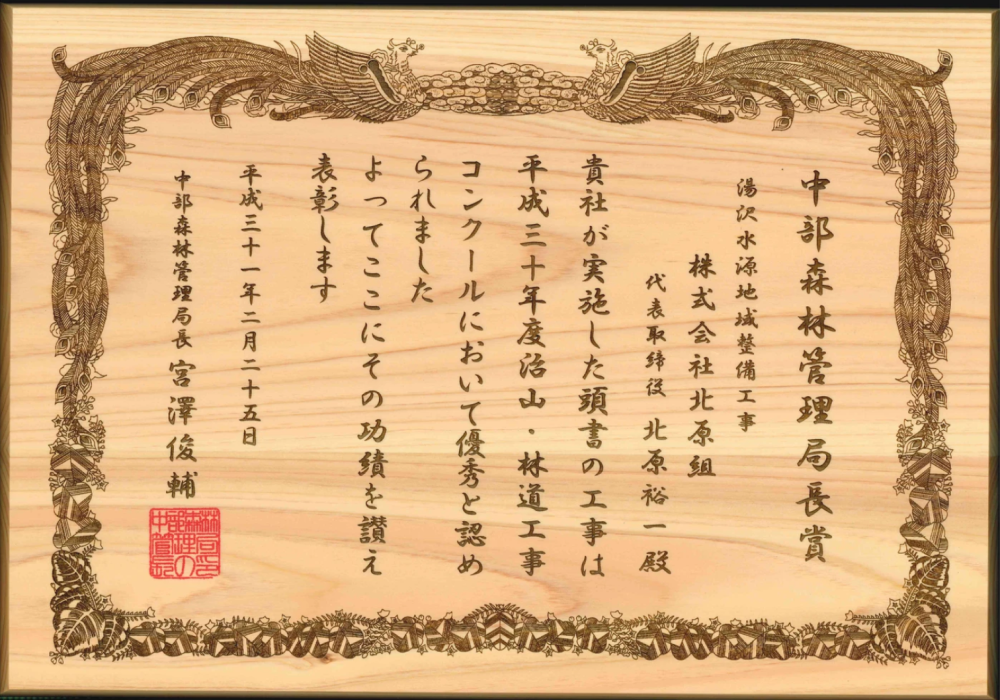 中部森林管理局長賞
湯沢水源地域整備工事
株式会社北原組
代表取締役 北原裕一 殿
貴社が実施した頭書の工事は
平成三十年度治山・林道工事
コンクールにおいて優秀と認め
られました
よってここにその功績を讃え
表彰します
平成三十一年二月二十五日
中部森林管理局長 宮澤俊輔